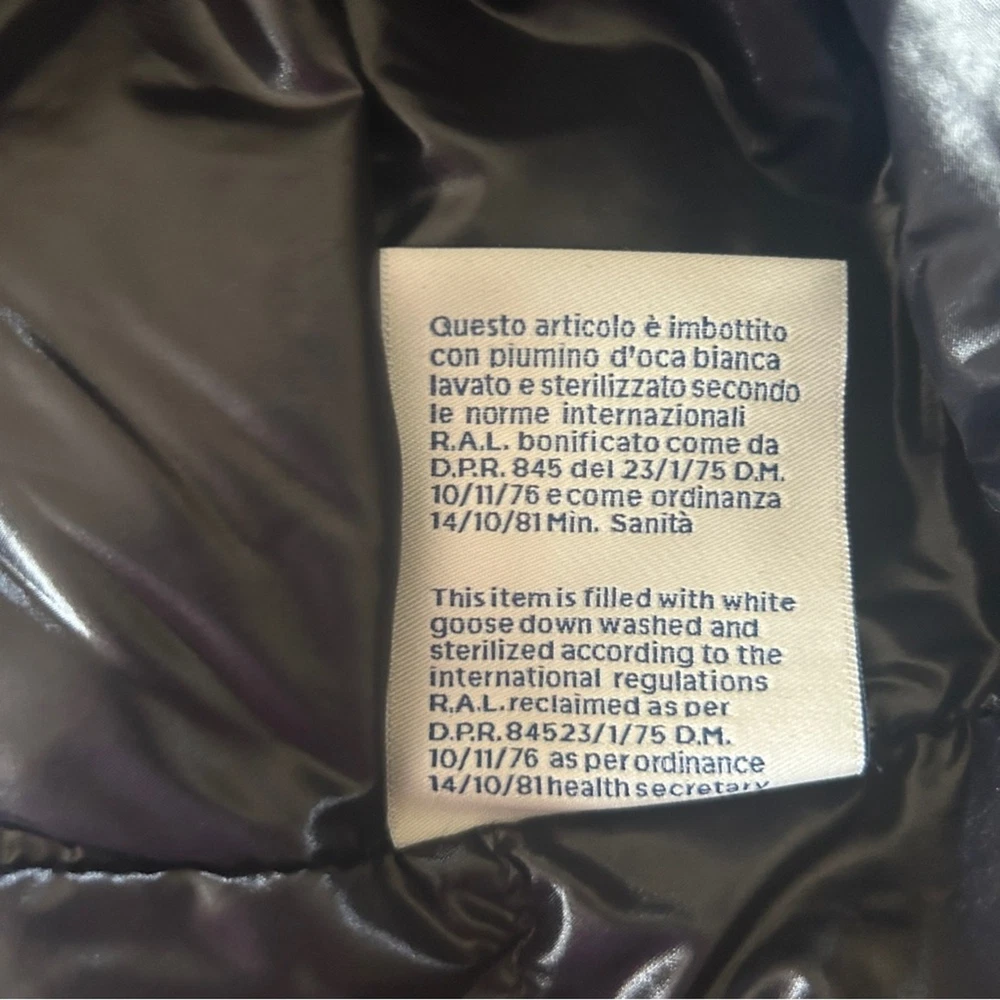 Questo articolo è imbottito
con piumino d'oca bianca
lavato e sterilizzato secondo
le norme internazionali
R.A.L. bonificato come da
D.P.R. 845 del 23/1/75 D.M.
10/11/76 e come ordinanza
14/10/81 Min. Sanità
This item is filled with white
goose down washed and
sterilized according to the
international regulations
R.A.L. reclaimed as per
D.P.R. 84523/1/75 D.M.
10/11/76 as per ordinance
14/10/81 health secretary